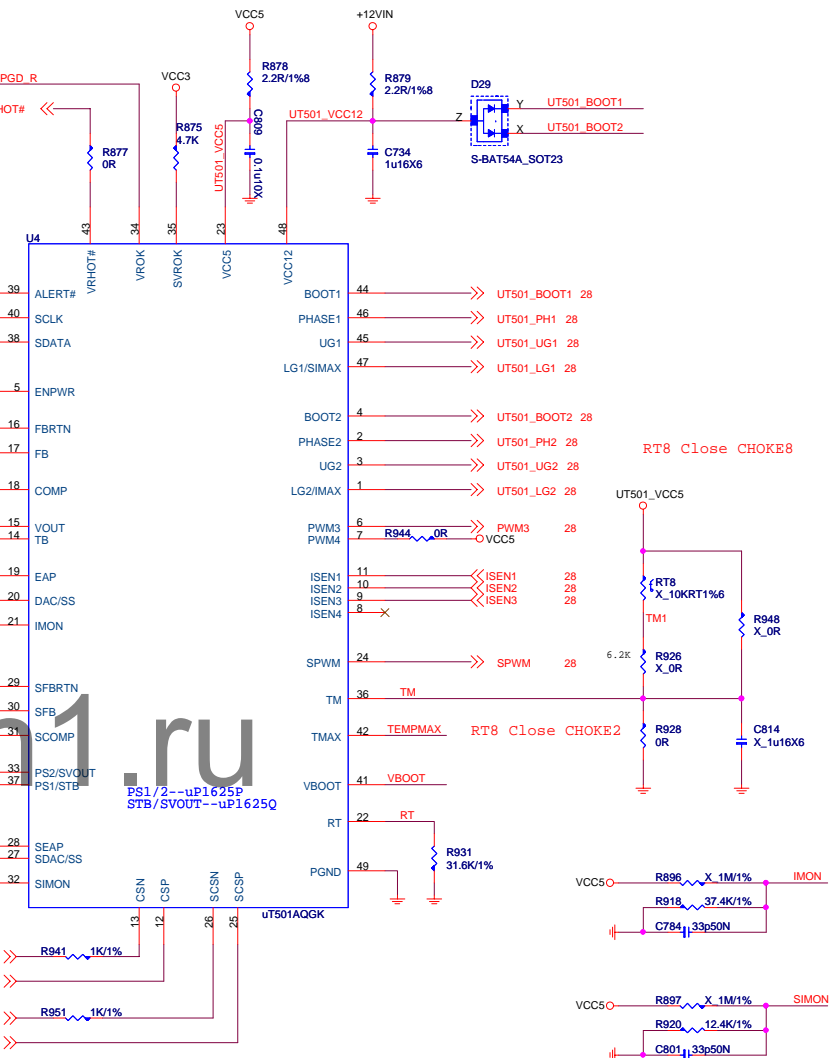 VCC5
+12VIN
R878
2.2R/1%8
R879
2.2R/1%8
VCC3
PGD_R
HOT#
D29
UT501_VCC12
Z
Y
UT501_BOOT1
X
UT501_BOOT2
S-BAT54A_SOT23
R875
4.7K
C809
0.1u10X
UT501_VCC5
R877
0R
C734
1u16X6
43
34
35
23
48
U4
VRHOT#
VROK
SVROK
VCC5
VCC12
39
ALERT#
BOOT1
44
UT501_BOOT1 28
40
SCLK
PHASE1
46
UT501_PH1 28
38
SDATA
UG1
45
UT501_UG1 28
LG1/SIMAX
47
UT501_LG1 28
5
ENPWR
BOOT2
4
UT501_BOOT2 28
16
FBRTN
PHASE2
2
UT501_PH2 28
17
FB
UG2
3
UT501_UG2 28
18
COMP
LG2/IMAX
1
UT501_LG2 28
RT8 Close CHOKE8
UT501_VCC5
15
VOUT
PWM3
6
PWM3 28
14
TB
PWM4
7
R944
0R
VCC5
19
EAP
ISEN1
11
ISEN1 28
ISEN2
10
ISEN2 28
20
DAC/SS
ISEN3
9
ISEN3 28
ISEN4
8
21
IMON
RT8
X_10KRT1%6
TM1
R948
X_0R
6.2K
R926
X_0R
SPWM
24
SPWM 28
29
SFBRTN
TM
36
TM
30
SFB
31
SCOMP
TMAX
42
TEMPMAX
RT8 Close CHOKE2
R928
0R
C814
X_1u16X6
n1.ru
33
PS2/SVOUT
37
PS1/STB
VBOOT
41
VBOOT
PS1/2--uP1625P
STB/SVOUT--uP1625Q
RT
22
RT
28
SEAP
27
SDAC/SS
R931
31.6K/1%
32
SIMON
PGND
49
CSN
CSP
SCSN
SCSP
uT501AQGK
13
12
26
25
VCC5
R896
X_1M/1%
IMON
R918
37.4K/1%
C784
33p50N
R941
1K/1%
R951
1K/1%
VCC5
R897
X_1M/1%
SIMON
R920
12.4K/1%
C801
33p50N